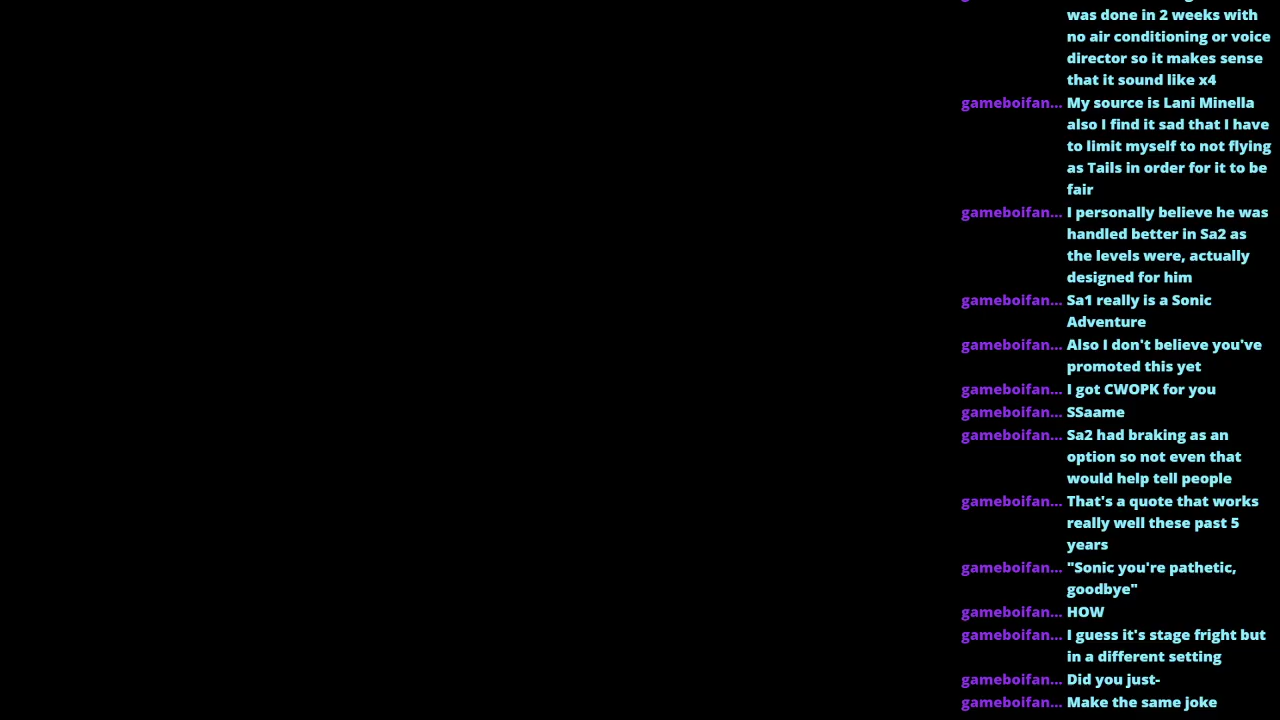 was done in 2 weeks with
no air conditioning or voice
director so it makes sense
that it sound like x4
gameboifan... My source is Lani Minella
also I find it sad that I have
to limit myself to not flying
as Tails in order for it to be
fair
gameboifan... I personally believe he was
handled better in Sa2 as
the levels were, actually
designed for him
gameboifan... Sa1 really is a Sonic
Adventure
gameboifan... Also I don't believe you've
promoted this yet
gameboifan... I got CWOPK for you
gameboifan... SSaame
gameboifan... Sa2 had braking as an
option so not even that
would help tell people
gameboifan... That's a quote that works
really well these past 5
years
gameboifan... "Sonic you're pathetic,
goodbye"
gameboifan... HOW
gameboifan... I guess it's stage fright but
in a different setting
gameboifan... Did you just-
gameboifan... Make the same joke